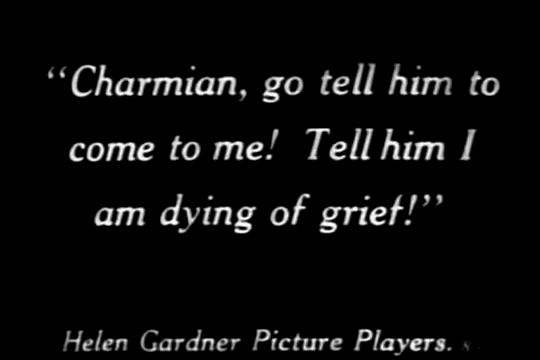 “Charmian, go tell him to
come to me! Tell him I
am dying of grief!”
Helen Gardner Picture Players.